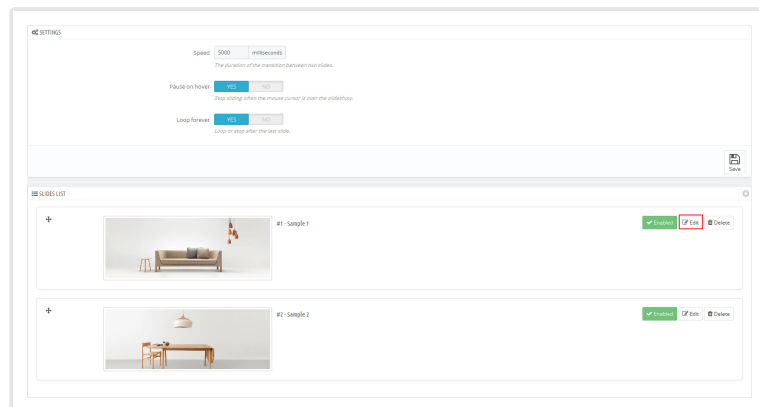 SETTINGS
Speed 5000 milliseconds
The duration of the transition between two slides.
Pause on hover YES NO
Stop sliding when the mouse cursor is over the slideshow.
Loop forever YES NO
Loop or stop after the last slide.
Save
SLIDES LIST
#1 - Sample 1 Enabled Edit Delete
#2 - Sample 2 Enabled Edit Delete